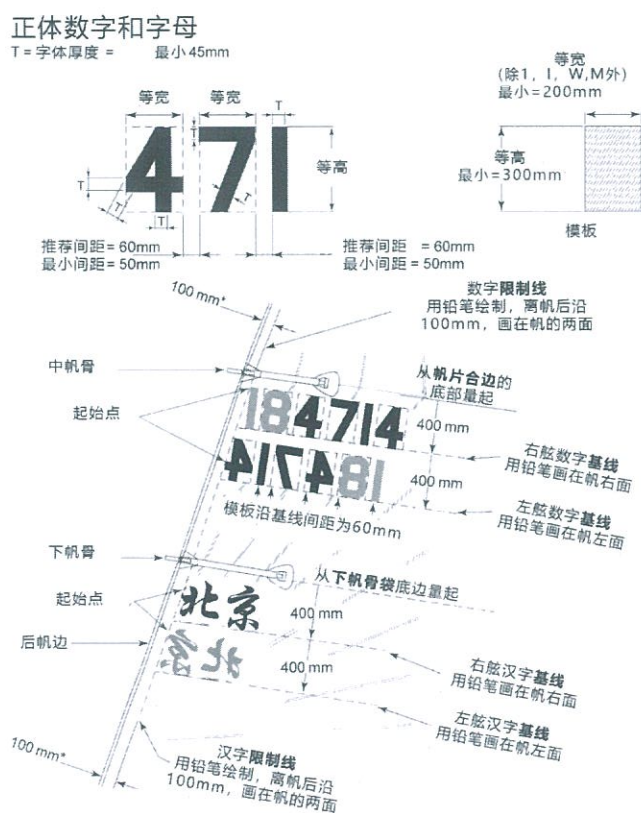 正体数字和字母
T = 字体厚度 = 最小 45mm
等宽
(除1, I, W,M外)
最小=200mm
等宽 等宽 T
T
4 7 1
等高
等高
最小=300mm
T
T T T
模板
推荐间距 = 60mm
最小间距 = 50mm
推荐间距 = 60mm
最小间距 = 50mm
100 mm*
数字限制线
用铅笔绘制，离帆后沿
100mm，画在帆的两面
中帆骨
从帆片合边的
底部量起
起始点
184714
400 mm
右舷数字基线
用铅笔画在帆右面
184714
400 mm
左舷数字基线
用铅笔画在帆左面
模板沿基线间距为60mm
下帆骨
从下帆骨袋底边量起
起始点
北京
400 mm
后帆边
北京
400 mm
右舷汉字基线
用铅笔画在帆右面
左舷汉字基线
用铅笔画在帆左面
100 mm*
汉字限制线
用铅笔绘制，离帆后沿
100mm，画在帆的两面